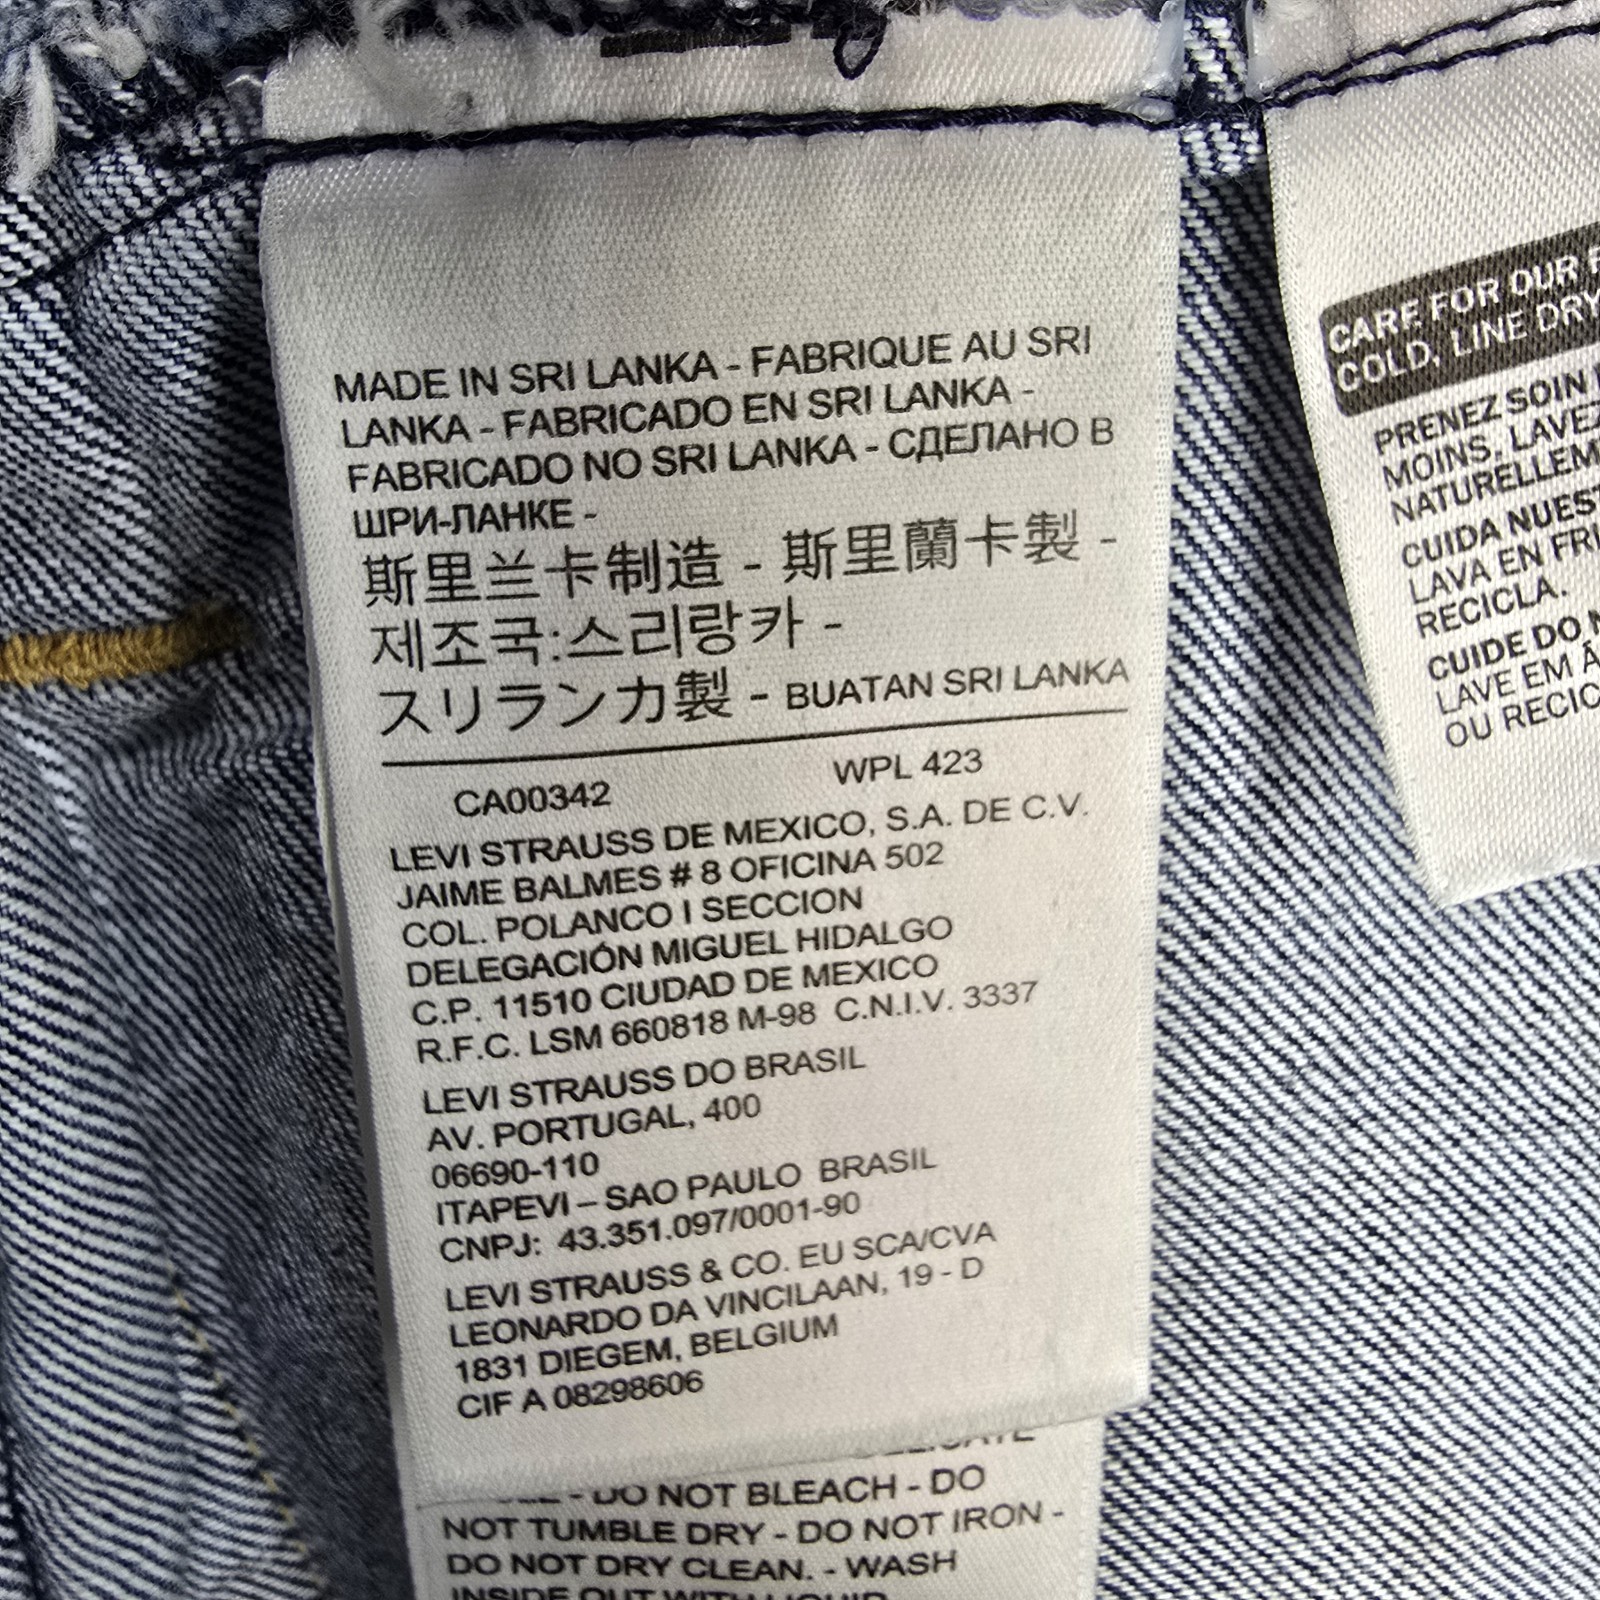 MADE IN SRI LANKA - FABRIQUE AU SRI
LANKA - FABRICADO EN SRI LANKA -
FABRICADO NO SRI LANKA - СДЕЛАНО В
ШРИ-ЛАНКЕ -
斯里兰卡制造 - 斯里蘭卡製 -
제조국:스리랑카 -
スリランカ製 - BUATAN SRI LANKA
CA00342 WPL 423
LEVI STRAUSS DE MEXICO, S.A. DE C.V.
JAIME BALMES # 8 OFICINA 502
COL. POLANCO I SECCION
DELEGACIÓN MIGUEL HIDALGO
C.P. 11510 CIUDAD DE MEXICO
R.F.C. LSM 660818 M-98 C.N.I.V. 3337
LEVI STRAUSS DO BRASIL
AV. PORTUGAL, 400
06690-110
ITAPEVI – SAO PAULO BRASIL
CNPJ: 43.351.097/0001-90
LEVI STRAUSS & CO. EU SCA/CVA
LEONARDO DA VINCILAAN, 19 - D
1831 DIEGEM, BELGIUM
CIF A 08298606
- DO NOT BLEACH - DO
NOT TUMBLE DRY - DO NOT IRON -
DO NOT DRY CLEAN. - WASH
INSIDE OUT WITH LIQUID
CARE FOR OUR
COLD, LINE DRY
PRENEZ SOIN
MOINS, LAVEZ
CUIDA
LAVA EN
RECICLA.
CUIDE DO
LAVE EM
OU